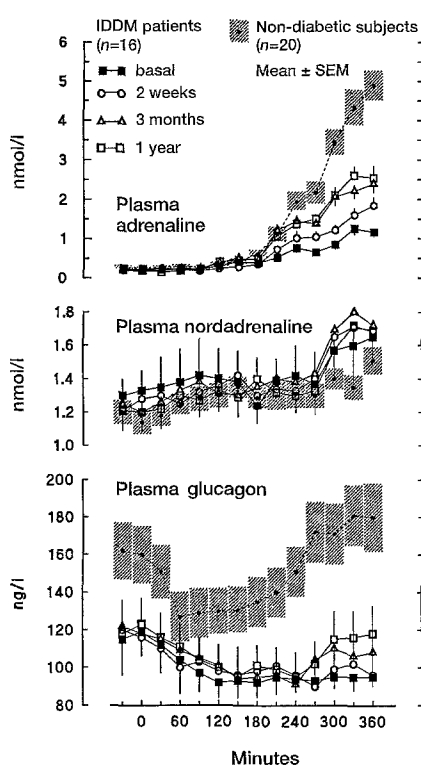 IDDM patients
(n=16)
basal
2 weeks
3 months
1 year
Non-diabetic subjects
(n=20)
Mean ± SEM
6
5
4
3
2
1
0
nmol/l
Plasma
adrenaline
1.8
1.6
1.4
1.2
1.0
nmol/l
Plasma nordadrenaline
200
180
160
140
120
100
80
ng/l
Plasma glucagon
0 60 120 180 240 300 360
Minutes